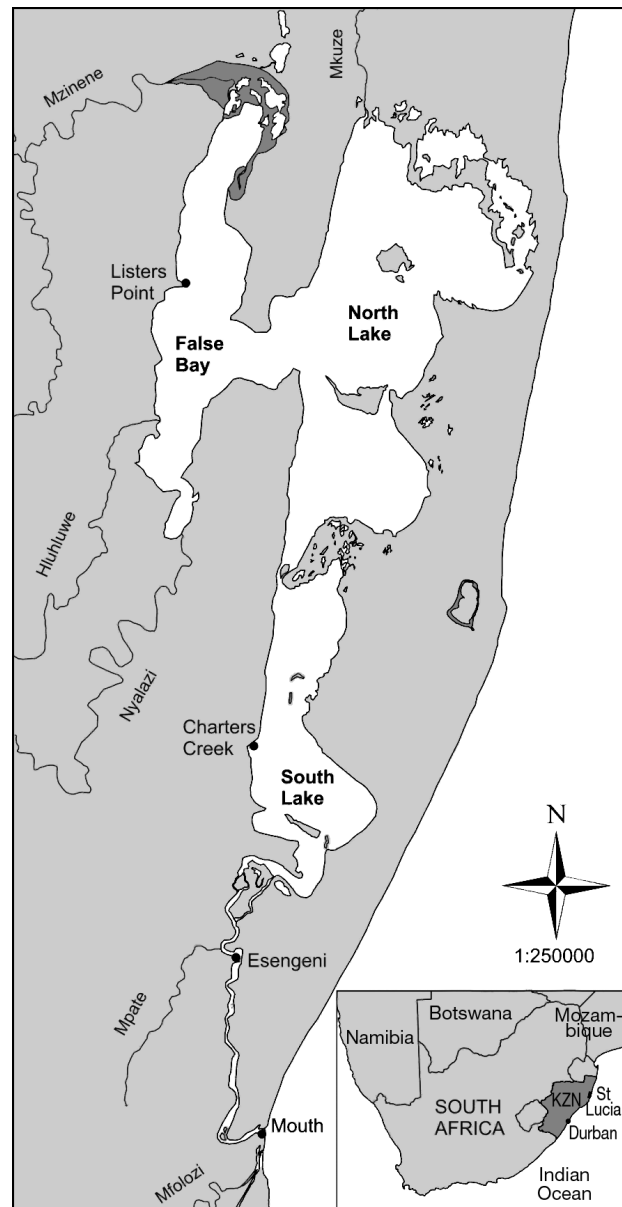 Mkuze
Mzinene
Listers
Point
North
Lake
False
Bay
Hluhluwe
Nyalazi
Charters
Creek
South
Lake
N
1:250000
Esengeni
Mpate
Mouth
Mfolozi
Namibia
Botswana
Mozam-
bique
SOUTH
AFRICA
KZN
St
Lucia
Durban
Indian
Ocean